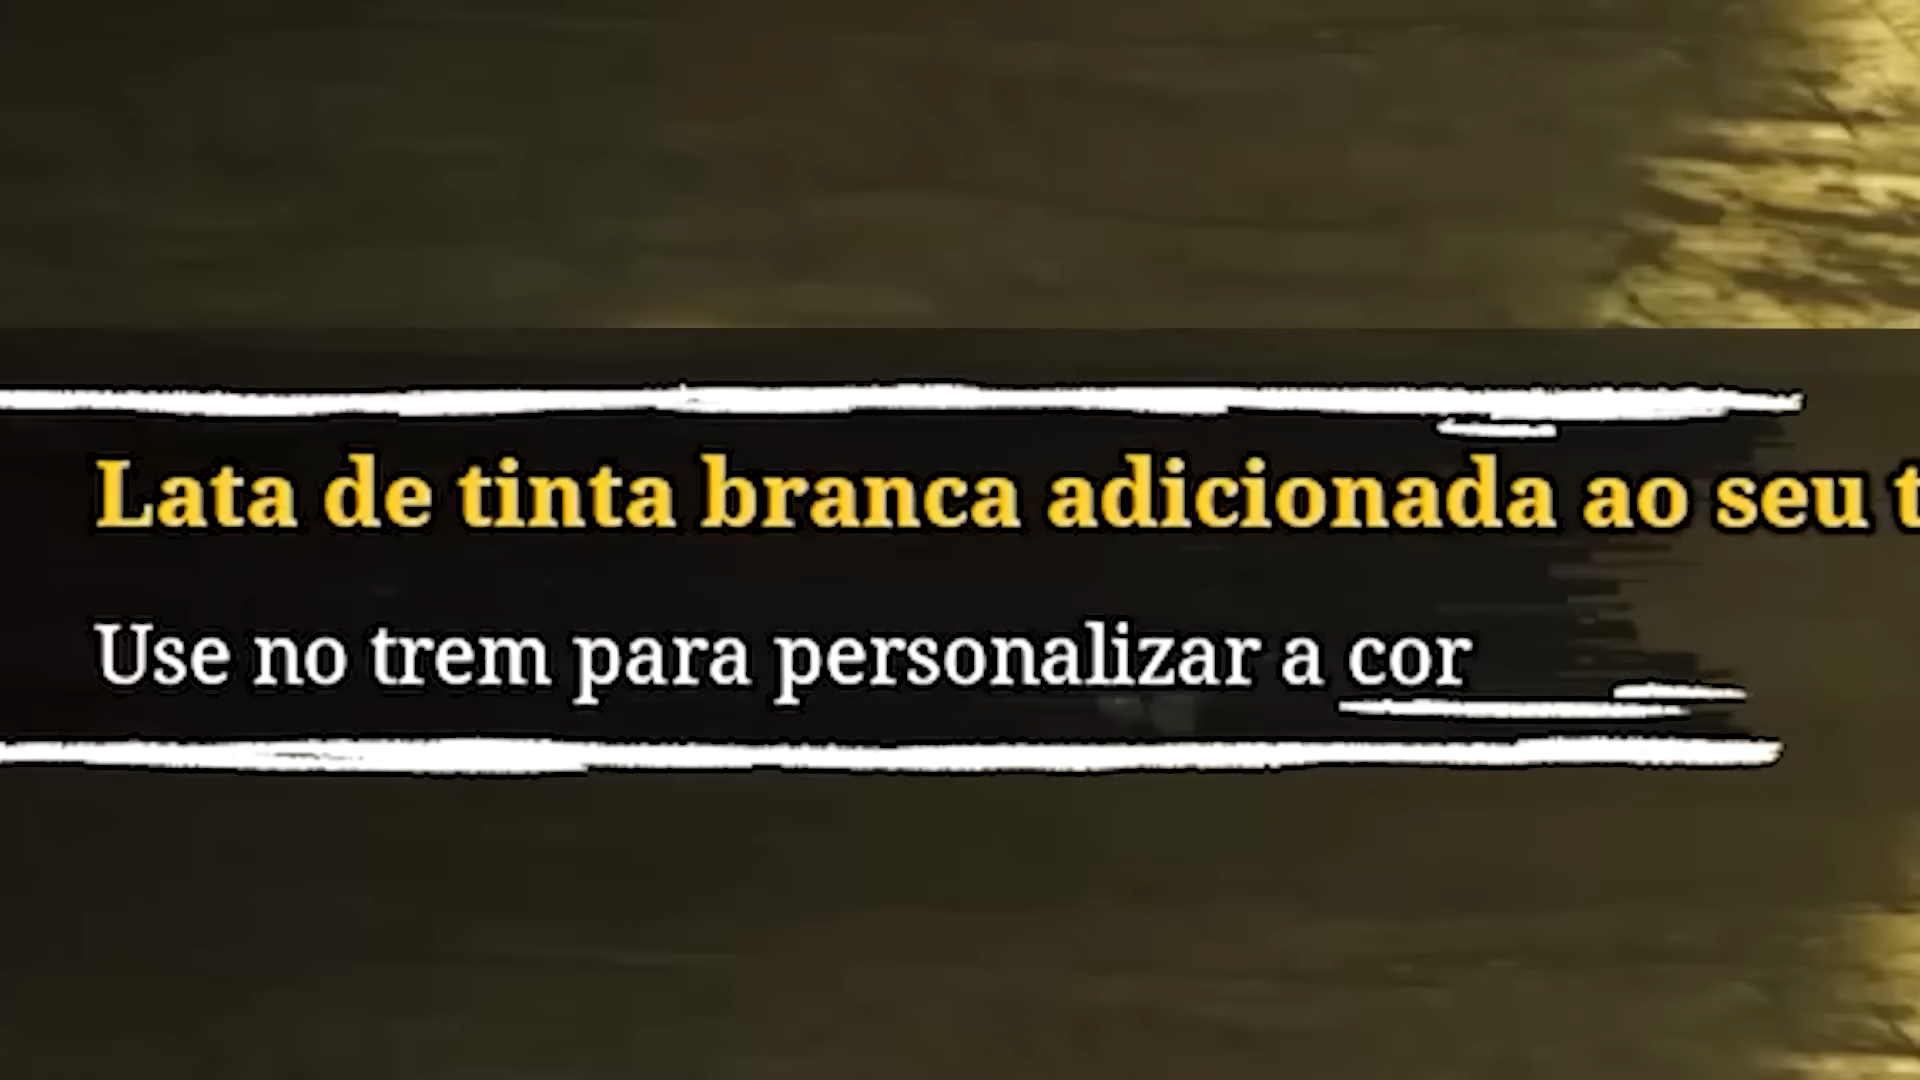 Lata de tinta branca adicionada ao seu
Use no trem para personalizar a cor